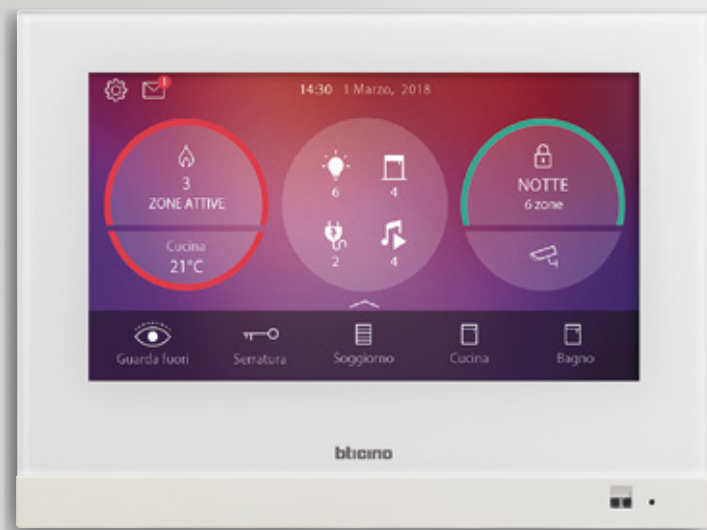 1
14:30 1 Marzo, 2018
3
ZONE ATTIVE
Cucina
21°C
6
4
2
4
NOTTE
6 zone
Guarda fuori
Serratura
Soggiorno
Cucina
Bagno
bticino